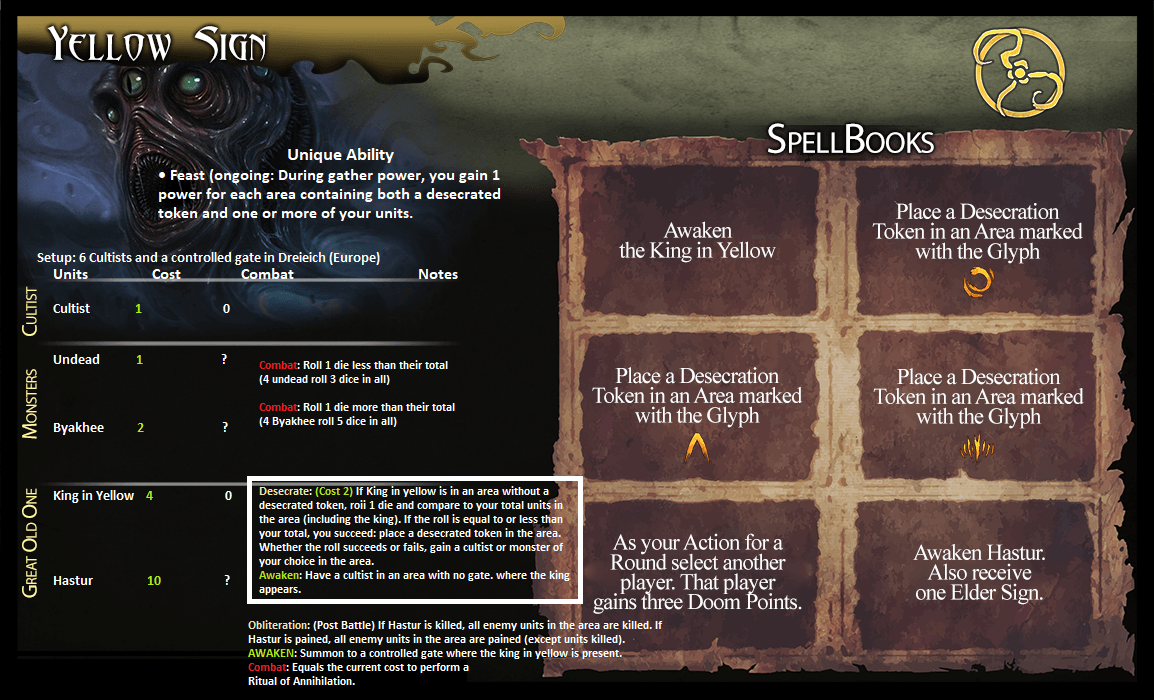 Yellow Sign
SpellBooks
Unique Ability
• Feast (ongoing: During gather power, you gain 1
power for each area containing both a desecrated
token and one or more of your units.
Setup: 6 Cultists and a controlled gate in Dreieich (Europe)
Units Cost Combat Notes
Cultist
Cultist 1 0
Monsters
Undead 1 ?
Combat: Roll 1 die less than their total
(4 undead roll 3 dice in all)
Byakhee 2 ?
Combat: Roll 1 die more than their total
(4 Byakhee roll 5 dice in all)
Great Old One
King in Yellow 4 0
Desecrate: (Cost 2) If King in yellow is in an area without a
desecrated token, roii 1 die and compare to your total units in
the area (including the king). If the roll is equal to or less than
your total, you succeed: place a desecrated token in the area.
Whether the roll succeeds or fails, gain a cultist or monster of
your choice in the area.
Awaken: Have a cultist in an area with no gate. where the king
appears.
Hastur 10 ?
Obliteration: (Post Battle) If Hastur is killed, all enemy units in the area are killed. If
Hastur is pained, all enemy units in the area are pained (except units killed).
AWAKEN: Summon to a controlled gate where the king in yellow is present.
Combat: Equals the current cost to perform a
Ritual of Annihilation.
Awaken
the King in Yellow
Place a Desecration
Token in an Area marked
with the Glyph
Place a Desecration
Token in an Area marked
with the Glyph
Place a Desecration
Token in an Area marked
with the Glyph
As your Action for a
Round select another
player. That player
gains three Doom Points.
Awaken Hastur.
Also receive
one Elder Sign.